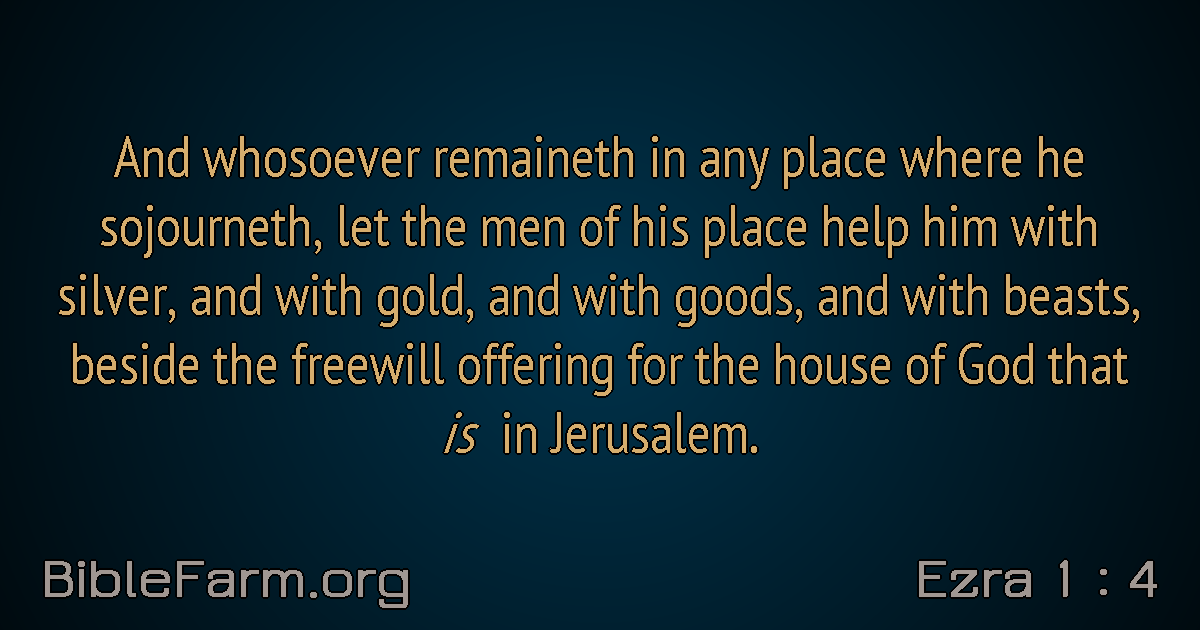 And whosoever remaineth in any place where he
sojourneth, let the men of his place help him with
silver, and with gold, and with goods, and with beasts,
beside the freewill offering for the house of God that
is in Jerusalem.
BibleFarm.org
Ezra 1 : 4